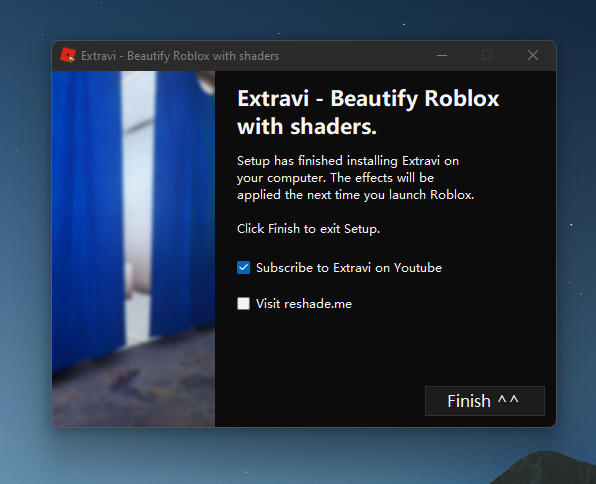 Extravi - Beautify Roblox with shaders
Extravi - Beautify Roblox
with shaders.
Setup has finished installing Extravi on
your computer. The effects will be
applied the next time you launch Roblox.
Click Finish to exit Setup.
Subscribe to Extravi on Youtube
Visit reshade.me
Finish ^^